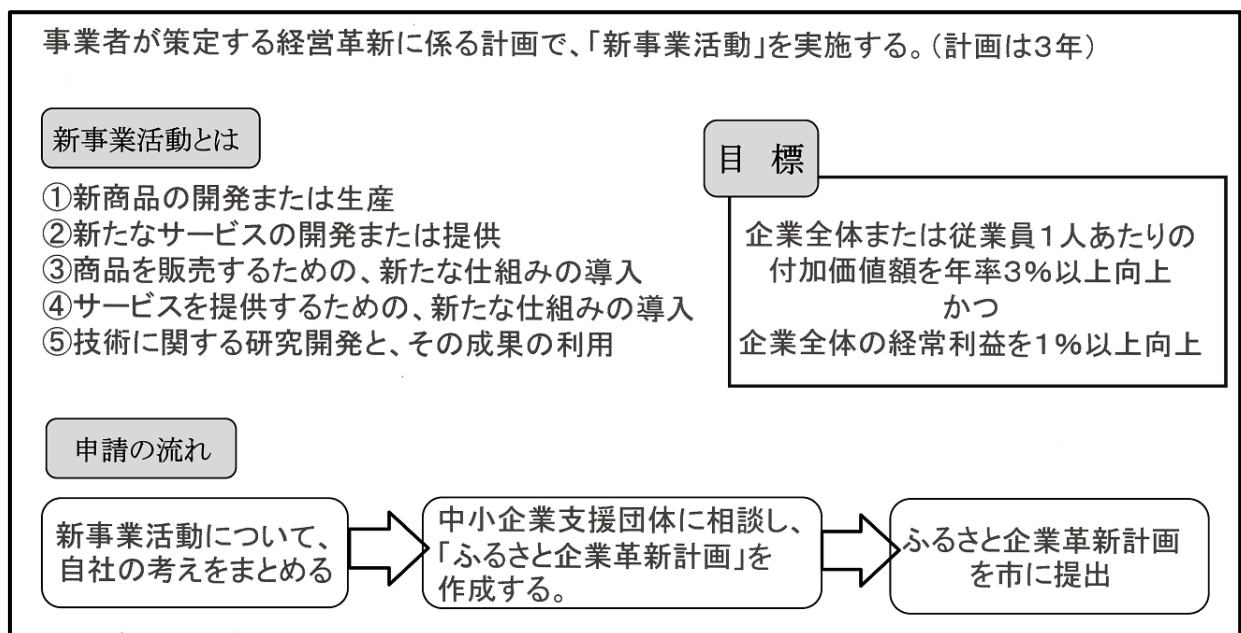 事業者が策定する経営革新に係る計画で、「新事業活動」を実施する。(計画は3年)
新事業活動とは
①新商品の開発または生産
②新たなサービスの開発または提供
③商品を販売するための、新たな仕組みの導入
④サービスを提供するための、新たな仕組みの導入
⑤技術に関する研究開発と、その成果の利用
目 標
企業全体または従業員1人あたりの
付加価値額を年率3%以上向上
かつ
企業全体の経常利益を1%以上向上
申請の流れ
新事業活動について、
自社の考えをまとめる
中小企業支援団体に相談し、
「ふるさと企業革新計画」を
作成する。
ふるさと企業革新計画
を市に提出